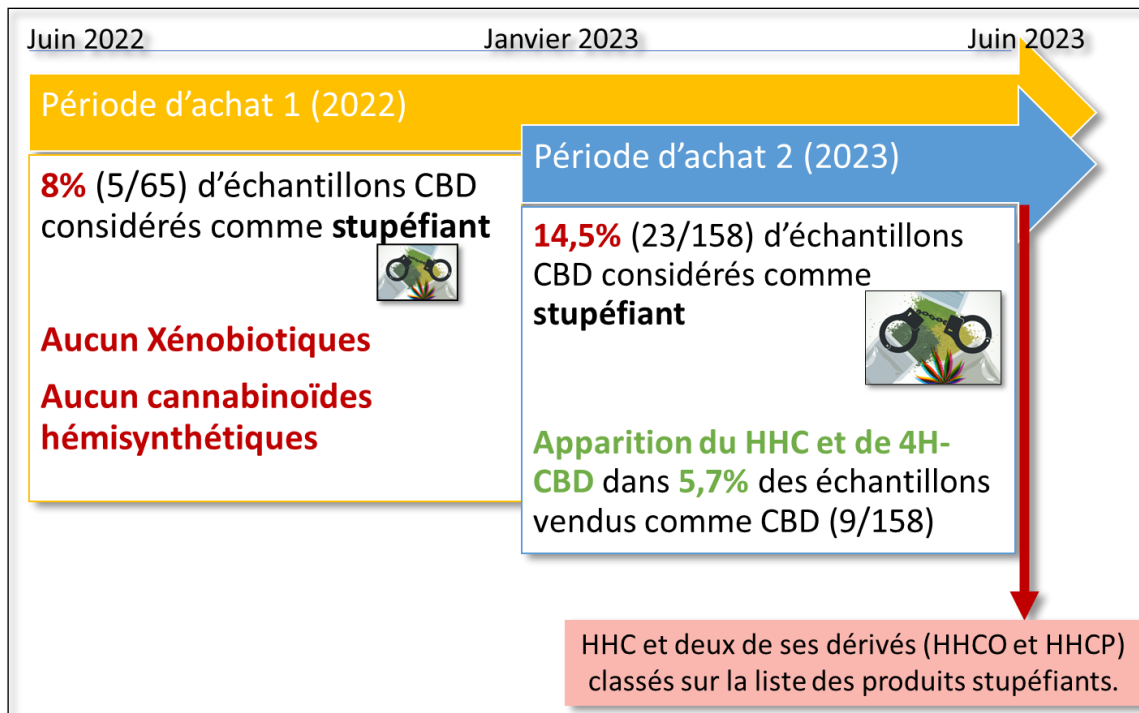 Juin 2022
Janvier 2023
Juin 2023
Période d'achat 1 (2022)
8% (5/65) d'échantillons CBD
considérés comme stupéfiant
Aucun Xénobiotiques
Aucun cannabinoïdes
hémisynthétiques
Période d'achat 2 (2023)
14,5% (23/158) d'échantillons
CBD considérés comme
stupéfiant
Apparition du HHC et de 4H-
CBD dans 5,7% des échantillons
vendus comme CBD (9/158)
HHC et deux de ses dérivés (HHCO et HHCP)
classés sur la liste des produits stupéfiants.